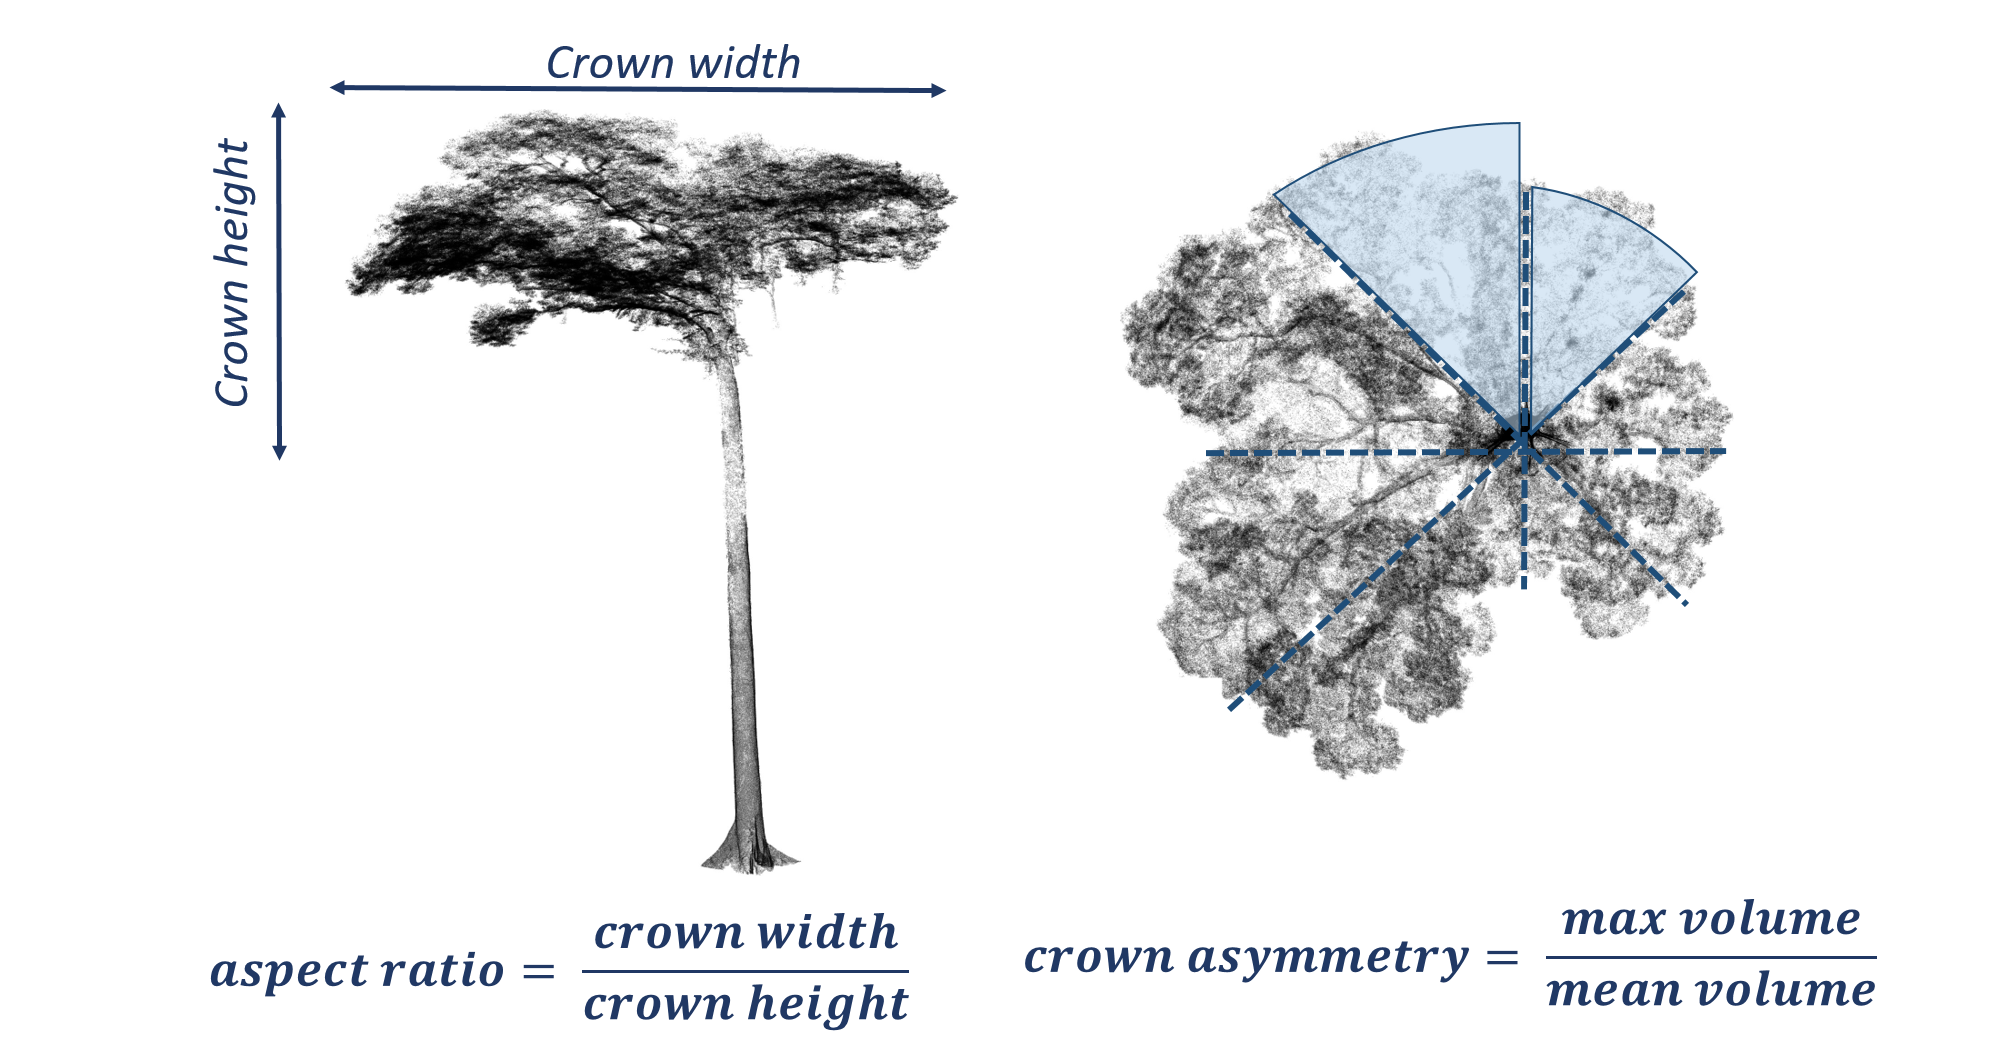 Crown width
Crown height
aspect ratio = crown width / crown height
crown asymmetry = max volume / mean volume